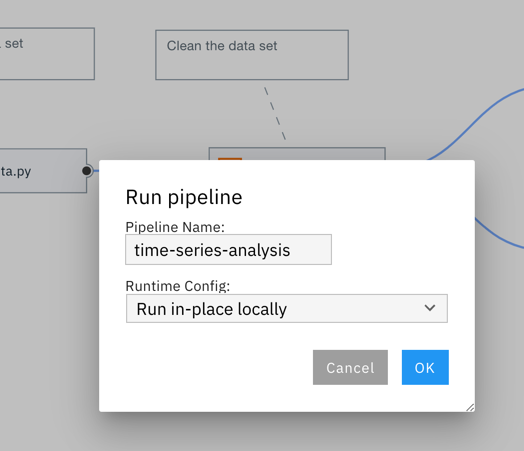 set
Clean the data set
ta.py
Run pipeline
Pipeline Name:
time-series-analysis
Runtime Config:
Run in-place locally
Cancel
OK